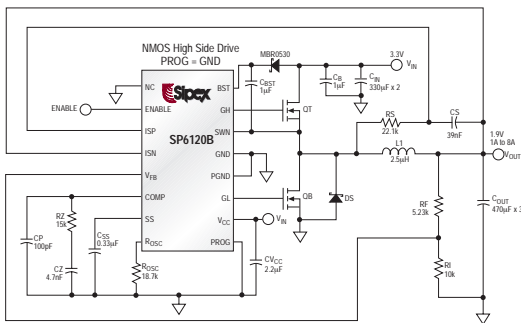 NMOS High Side Drive
PROG = GND
MBR0530
3.3V
VIN
NC
Sipex
BST
CBST
1µF
CB
1µF
CIN
330µF x 2
ENABLE
ENABLE
GH
QT
RS
22.1k
CS
39nF
ISP
SP6120B
SWN
ISN
GND
L1
2.5µH
1.9V
1A to 8A
VOUT
VFB
PGND
COMP
GL
QB
DS
RF
5.23k
COUT
470µF x 3
CP
100pF
RZ
15k
CSS
0.33µF
SS
VCC
VIN
ROSC
PROG
CZ
4.7nF
ROSC
18.7k
CVCC
2.2µF
RI
10k